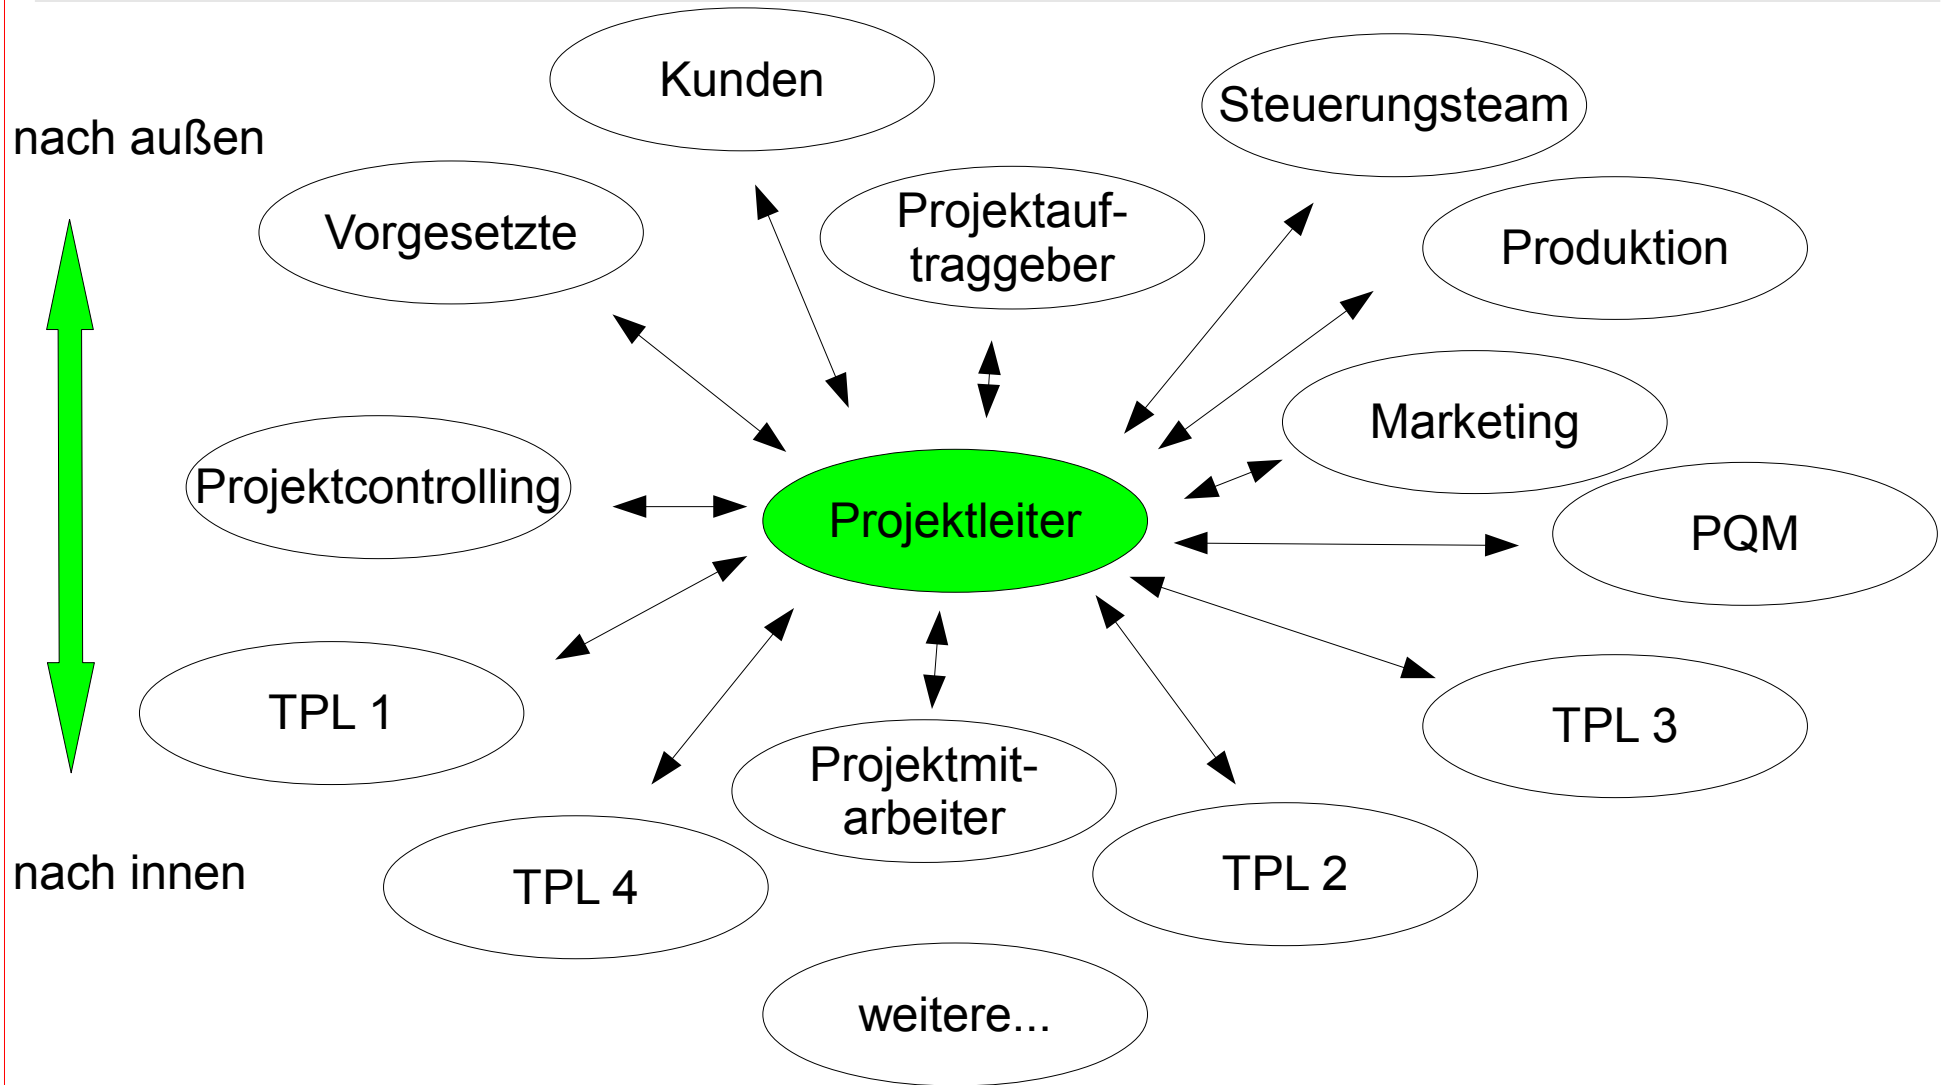 Kunden
Steuerungsteam
nach außen
Vorgesetzte
Projektauf-
traggeber
Produktion
Marketing
Projektcontrolling
Projektleiter
PQM
TPL 1
TPL 3
Projektmit-
arbeiter
nach innen
TPL 4
TPL 2
weitere...